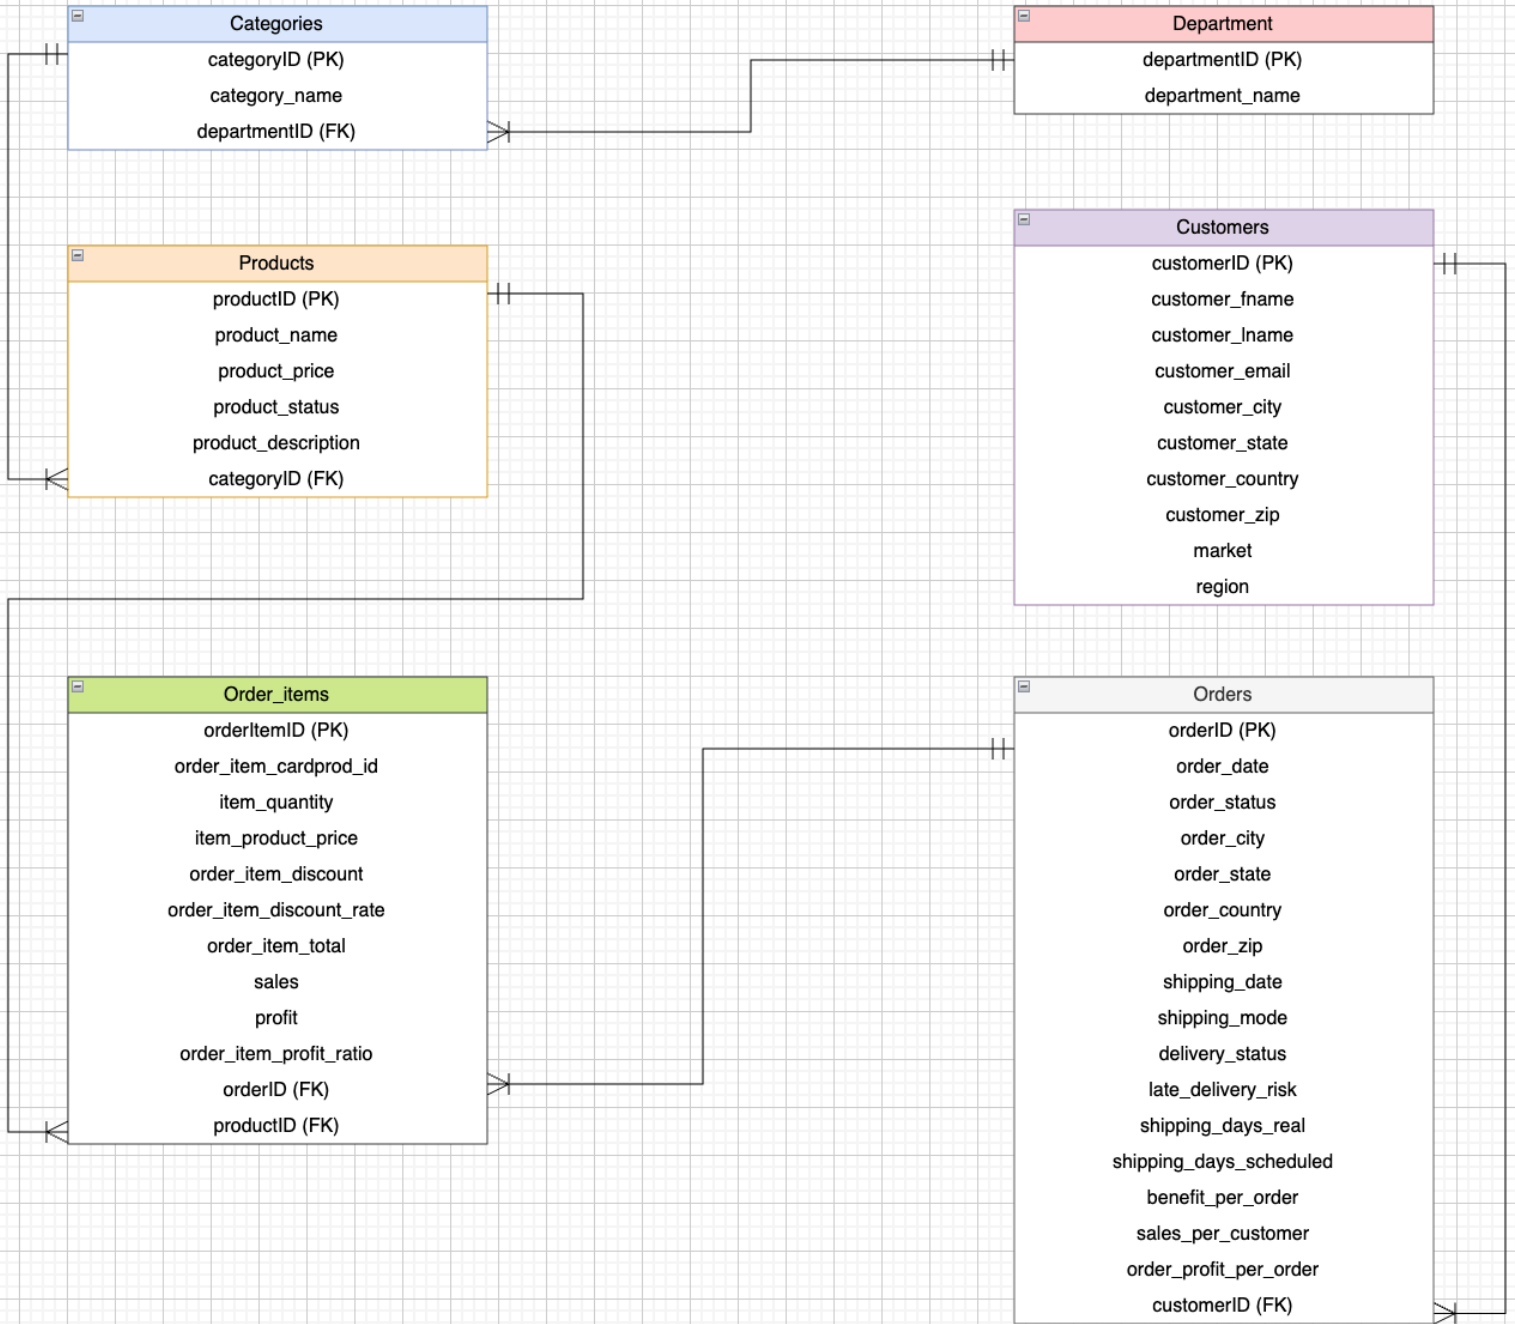 Categories
categoryID (PK)
category_name
departmentID (FK)
Department
departmentID (PK)
department_name
Products
productID (PK)
product_name
product_price
product_status
product_description
categoryID (FK)
Customers
customerID (PK)
customer_fname
customer_lname
customer_email
customer_city
customer_state
customer_country
customer_zip
market
region
Order_items
orderItemID (PK)
order_item_cardprod_id
item_quantity
item_product_price
order_item_discount
order_item_discount_rate
order_item_total
sales
profit
order_item_profit_ratio
orderID (FK)
productID (FK)
Orders
orderID (PK)
order_date
order_status
order_city
order_state
order_country
order_zip
shipping_date
shipping_mode
delivery_status
late_delivery_risk
shipping_days_real
shipping_days_scheduled
benefit_per_order
sales_per_customer
order_profit_per_order
customerID (FK)